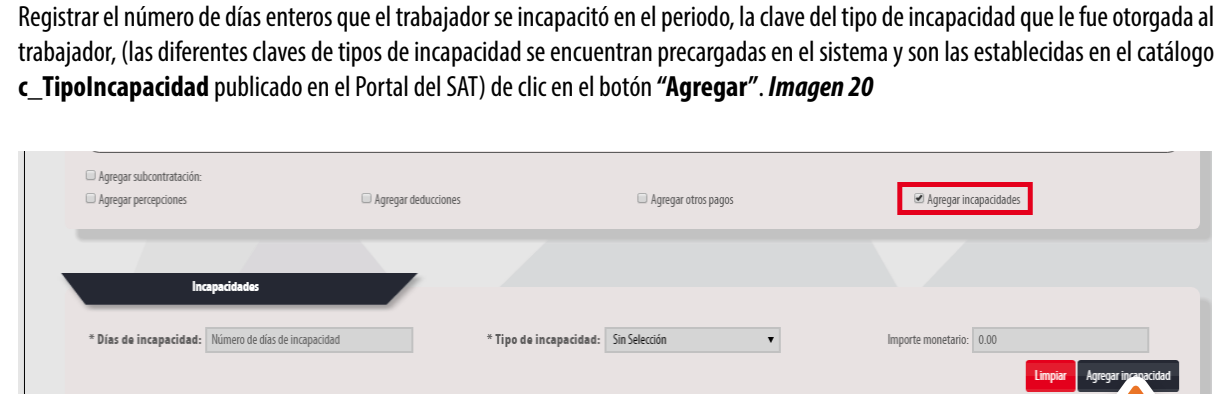 Registrar el número de días enteros que el trabajador se incapacitó en el periodo, la clave del tipo de incapacidad que le fue otorgada al
trabajador, (las diferentes claves de tipos de incapacidad se encuentran precargadas en el sistema y son las establecidas en el catálogo
c_TipoIncapacidad publicado en el Portal del SAT) de clic en el botón “Agregar”. Imagen 20
Agregar subcontratación:
Agregar percepciones Agregar deducciones Agregar otros pagos Agregar incapacidades
Incapacidades
* Días de incapacidad: Número de días de incapacidad * Tipo de incapacidad: Sin Selección Importe monetario: 0.00
Limpiar Agregar incapacidad